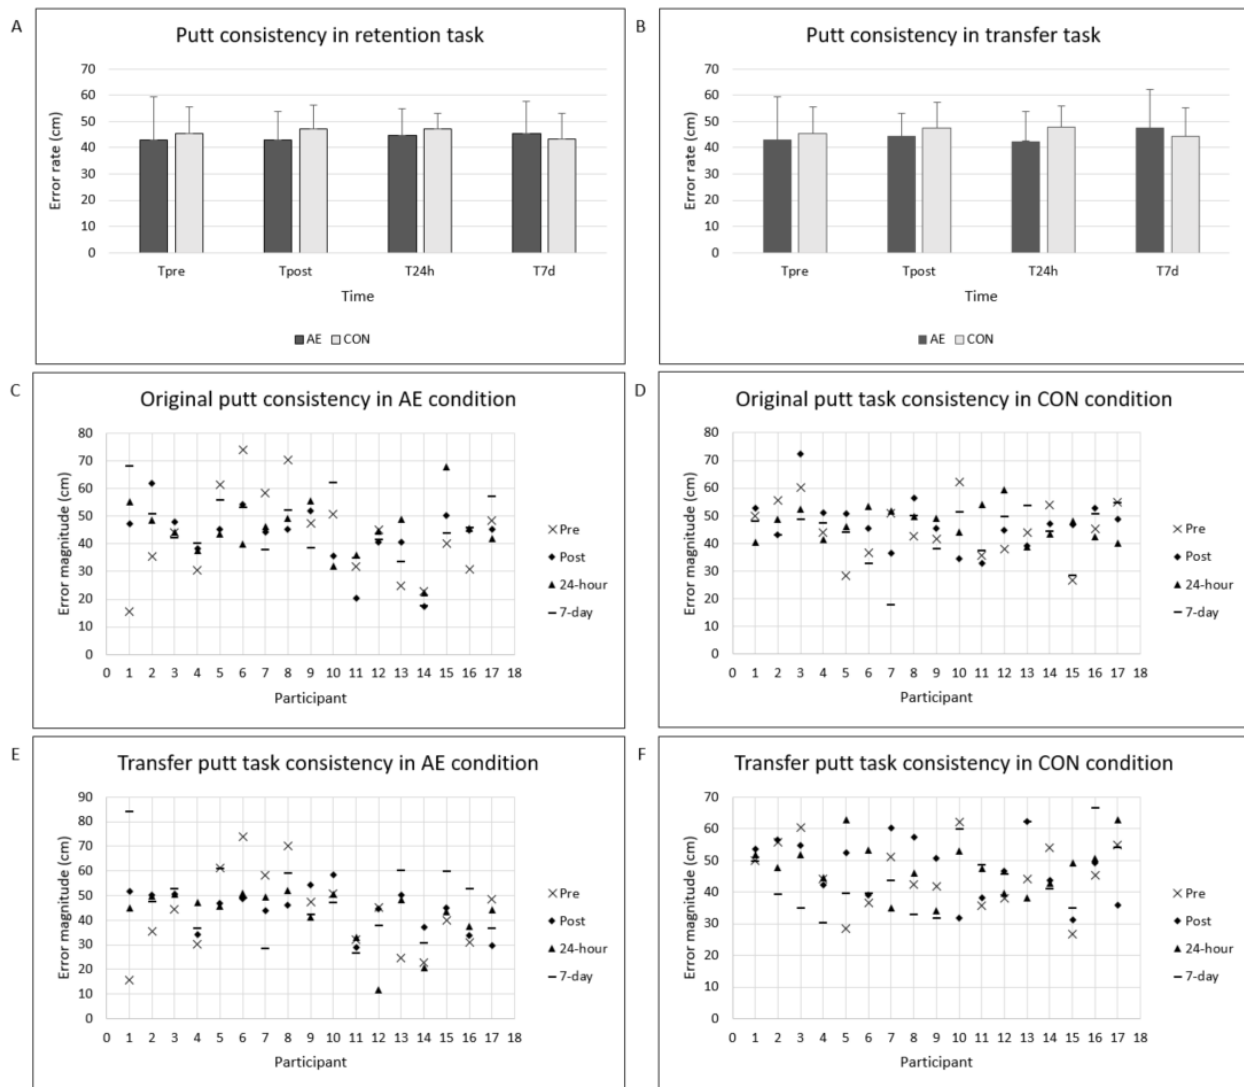 A
Putt consistency in retention task
Error rate (cm)
70
60
50
40
30
20
10
0
Tpre Tpost T24h T7d
Time
AE CON
B
Putt consistency in transfer task
Error rate (cm)
70
60
50
40
30
20
10
0
Tpre Tpost T24h T7d
Time
AE CON
C
Original putt consistency in AE condition
Error magnitude (cm)
80
70
60
50
40
30
20
10
0
0 1 2 3 4 5 6 7 8 9 10 11 12 13 14 15 16 17 18
Participant
Pre
Post
24-hour
7-day
D
Original putt task consistency in CON condition
Error magnitude (cm)
80
70
60
50
40
30
20
10
0
0 1 2 3 4 5 6 7 8 9 10 11 12 13 14 15 16 17 18
Participant
Pre
Post
24-hour
7-day
E
Transfer putt task consistency in AE condition
Error magnitude (cm)
90
80
70
60
50
40
30
20
10
0
0 1 2 3 4 5 6 7 8 9 10 11 12 13 14 15 16 17 18
Participant
Pre
Post
24-hour
7-day
F
Transfer putt task consistency in CON condition
Error magnitude (cm)
70
60
50
40
30
20
10
0
0 1 2 3 4 5 6 7 8 9 10 11 12 13 14 15 16 17 18
Participant
Pre
Post
24-hour
7-day